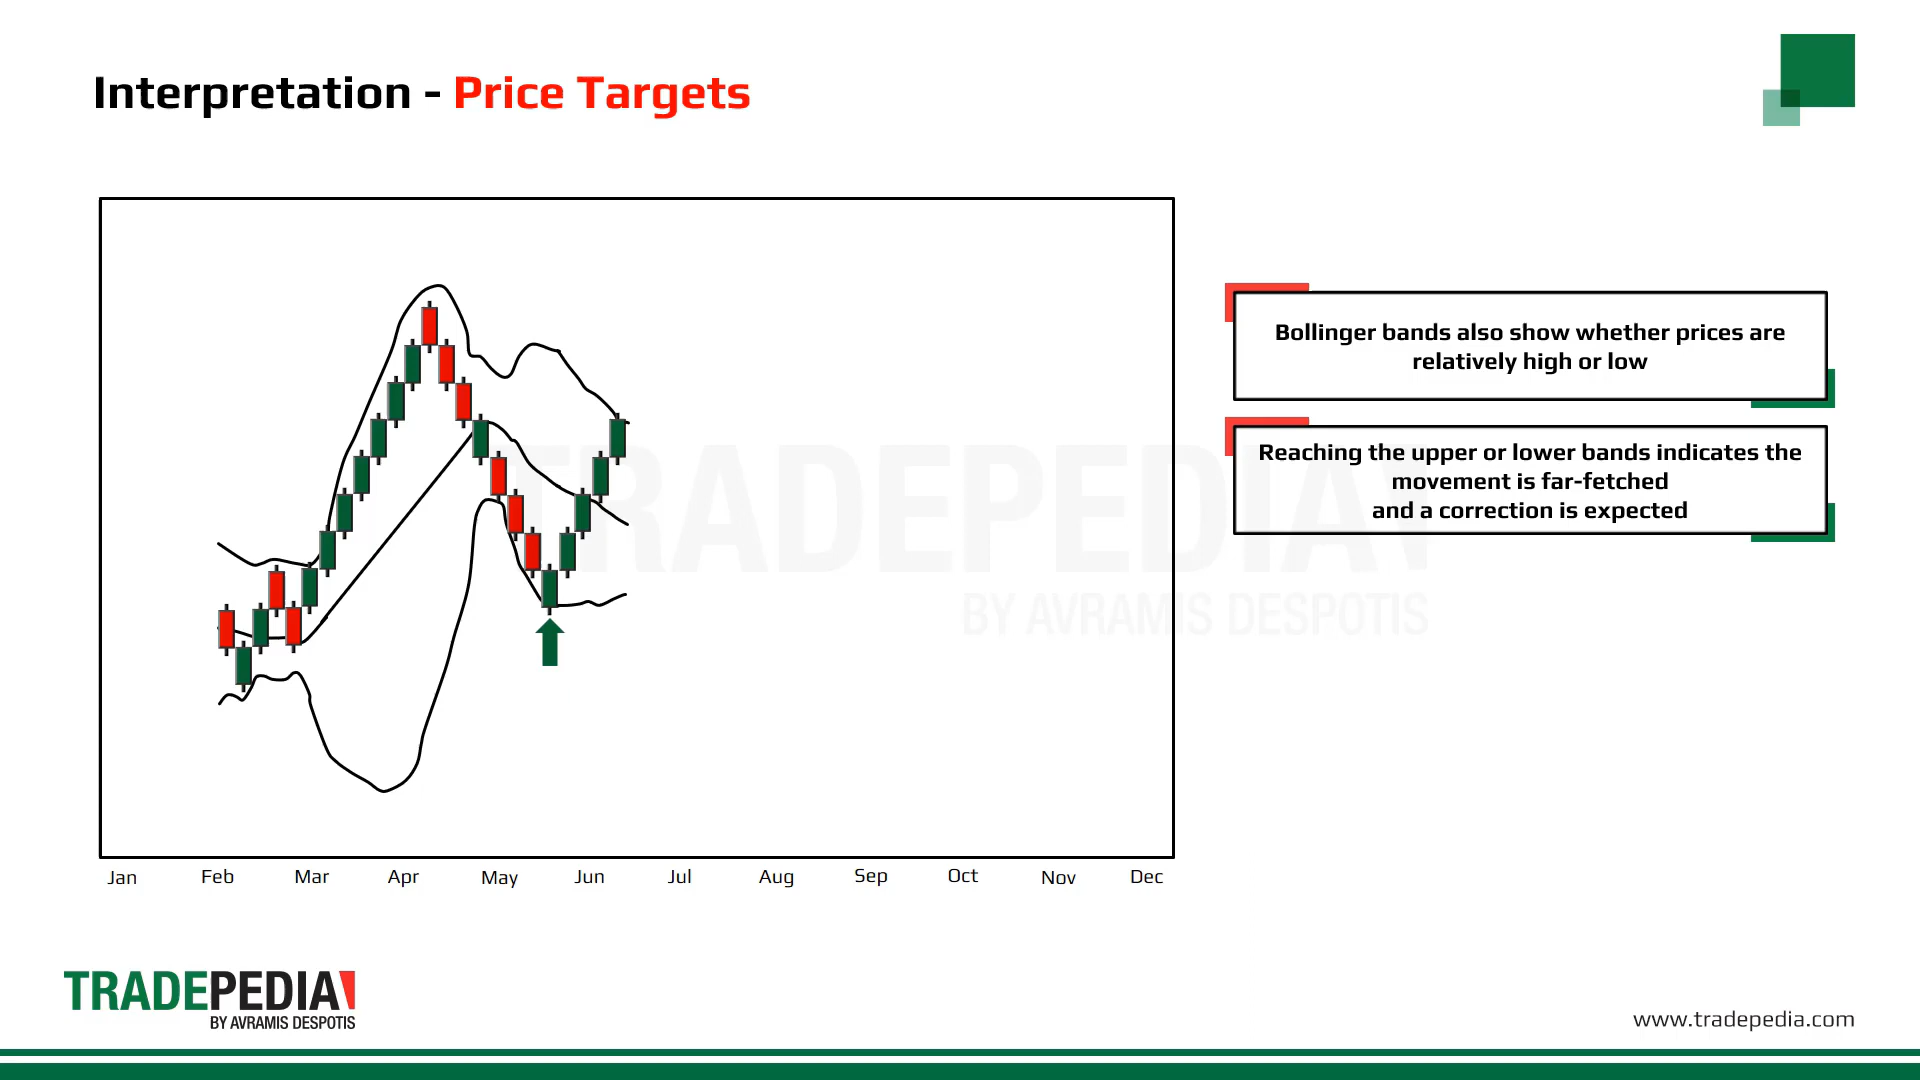 Interpretation - Price Targets
Bollinger bands also show whether prices are
relatively high or low
Reaching the upper or lower bands indicates the
movement is far-fetched
and a correction is expected
TRADEPEDIA
BY AVRAMIS DESPOTIS
Jan Feb Mar Apr May Jun Jul Aug Sep Oct Nov Dec
TRADEPEDIA
BY AVRAMIS DESPOTIS
www.tradepedia.com